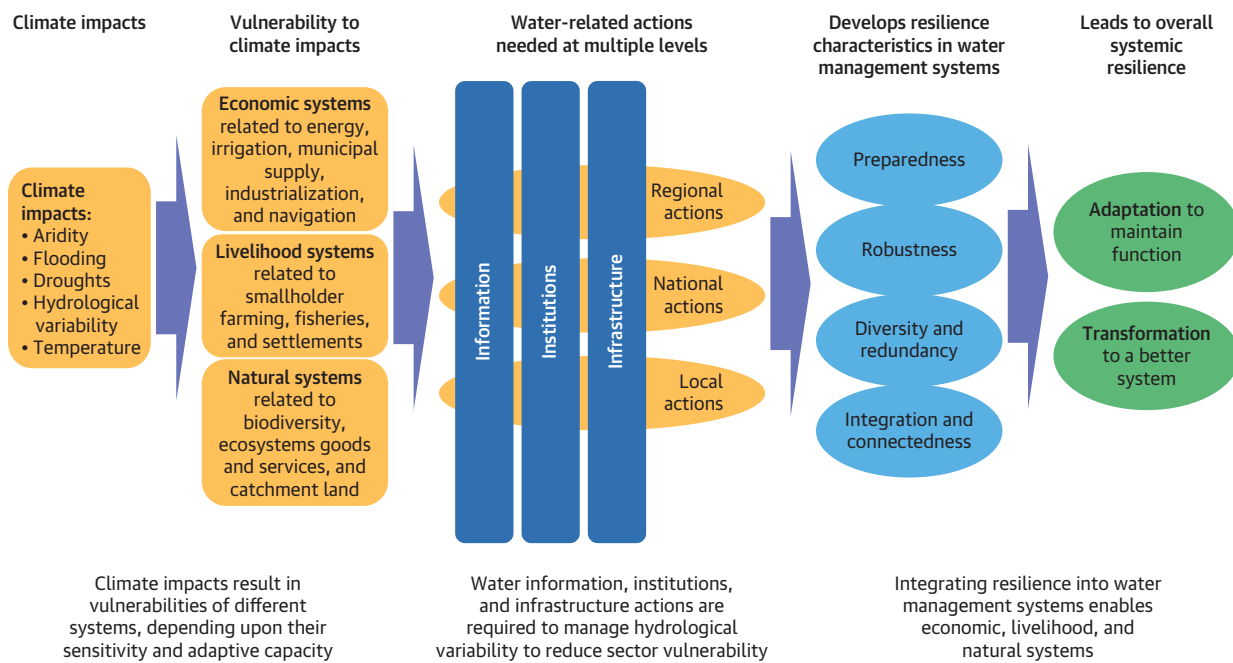 Climate impacts
Vulnerability to
climate impacts
Water-related actions
needed at multiple levels
Develops resilience
characteristics in water
management systems
Leads to overall
systemic
resilience
Climate
impacts:
• Aridity
• Flooding
• Droughts
• Hydrological
variability
• Temperature
Economic systems
related to energy,
irrigation, municipal
supply,
industrialization,
and navigation
Livelihood systems
related to
smallholder
farming, fisheries,
and settlements
Natural systems
related to
biodiversity,
ecosystems goods
and services, and
catchment land
Information
Institutions
Infrastructure
Regional
actions
National
actions
Local
actions
Preparedness
Robustness
Diversity and
redundancy
Integration and
connectedness
Adaptation to
maintain
function
Transformation
to a better
system
Climate impacts result in
vulnerabilities of different
systems, depending upon their
sensitivity and adaptive capacity
Water information, institutions,
and infrastructure actions are
required to manage hydrological
variability to reduce sector vulnerability
Integrating resilience into water
management systems enables
economic, livelihood, and
natural systems